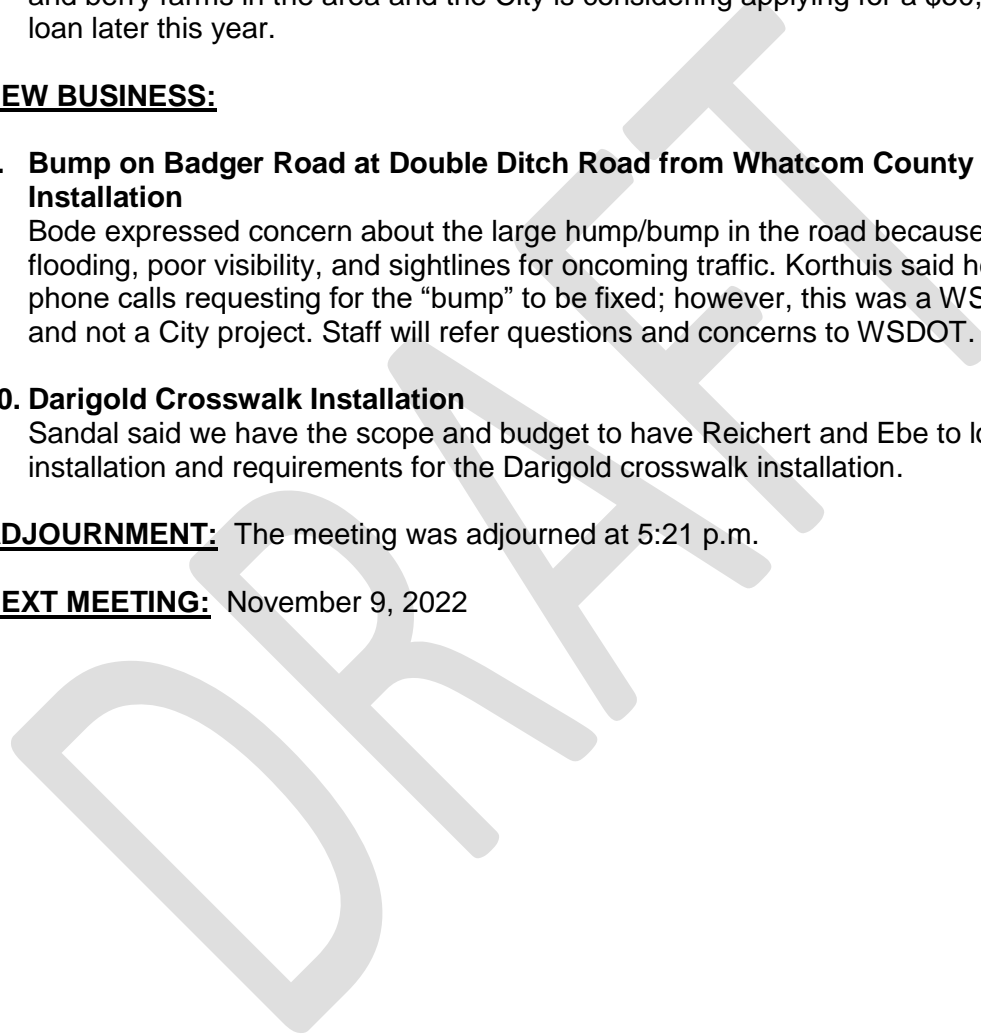 and berry farms in the area and the City is considering applying for a
loan later this year.
EW BUSINESS:
. Bump on Badger Road at Double Ditch Road from Whatcom County
Installation
Bode expressed concern about the large hump/bump in the road because
flooding, poor visibility, and sightlines for oncoming traffic. Korthuis said
phone calls requesting for the “bump” to be fixed; however, this was a WS
and not a City project. Staff will refer questions and concerns to WSDOT.
0. Darigold Crosswalk Installation
Sandal said we have the scope and budget to have Reichert and Ebe to
installation and requirements for the Darigold crosswalk installation.
DJOURNMENT: The meeting was adjourned at 5:21 p.m.
EXT MEETING: November 9, 2022
DRAFT